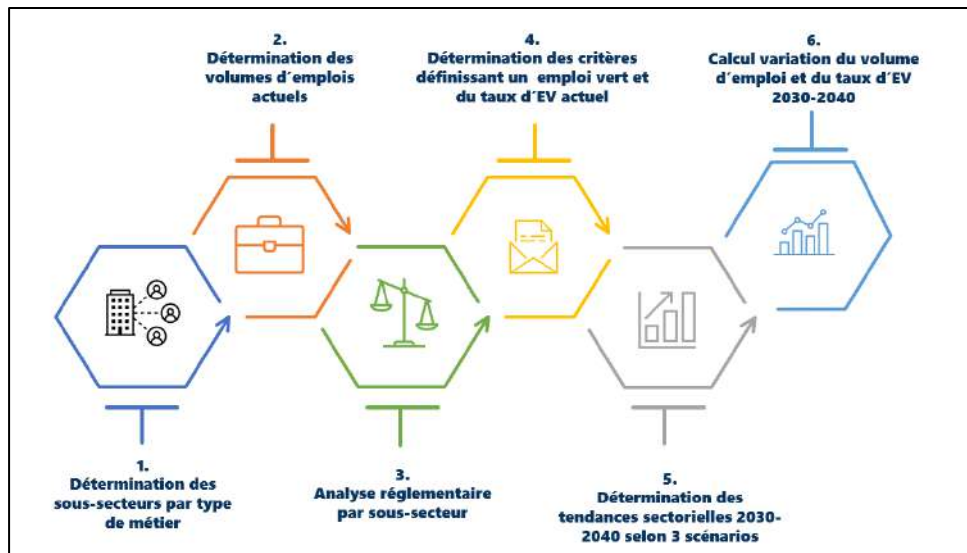 1.
Détermination des
sous-secteurs par type
de métier
2.
Détermination des
volumes d´emplois
actuels
3.
Analyse réglementaire
par sous-secteur
4.
Détermination des critères
définissant un emploi vert et
du taux d´EV actuel
5.
Détermination des
tendances sectorielles 2030-
2040 selon 3 scénarios
6.
Calcul variation du volume
d’emploi et du taux d’EV
2030-2040